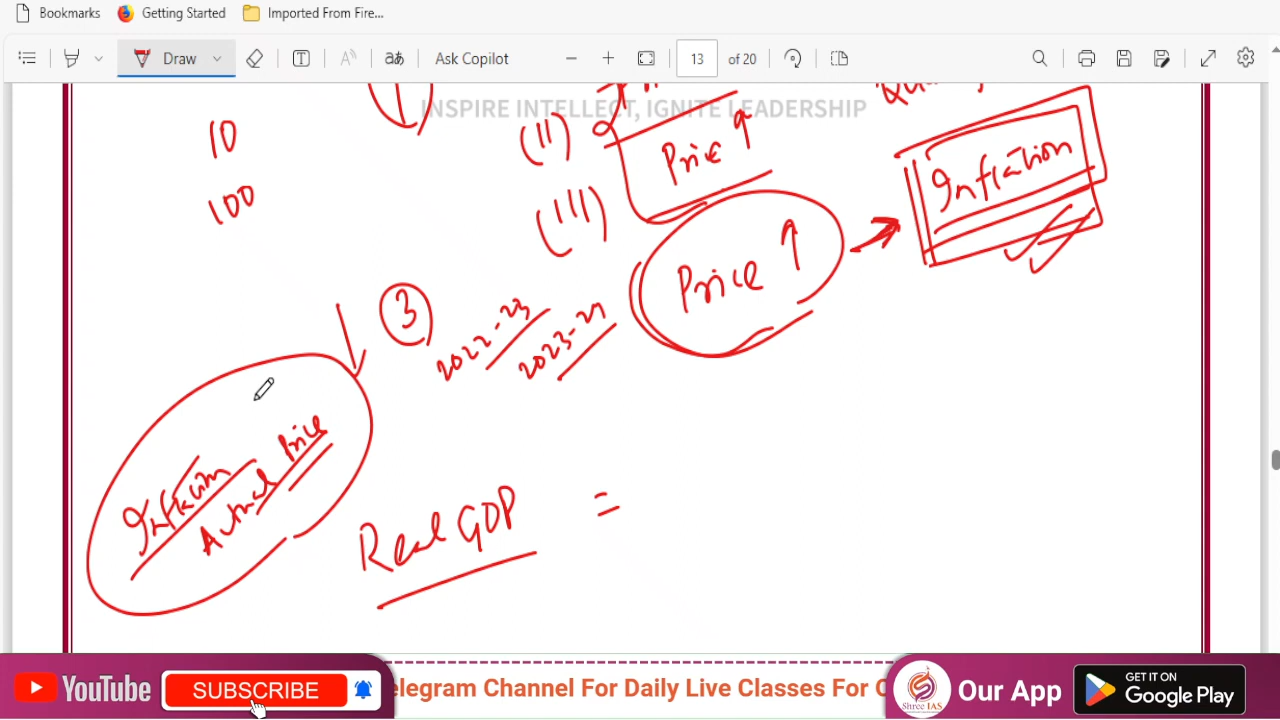 Bookmarks Getting Started Imported From Fire...
Draw Ask Copilot 13 of 20
INSPIRE INTELLECT, IGNITE LEADERSHIP
10 (I) (II) Price ↑ Inflation
100 (III) Price ↑
3 2022-23
2023-24
Inflation
Actual Price
Real GDP =
YouTube SUBSCRIBE elegram Channel For Daily Live Classes For C Shree IAS Our App GET IT ON Google Play